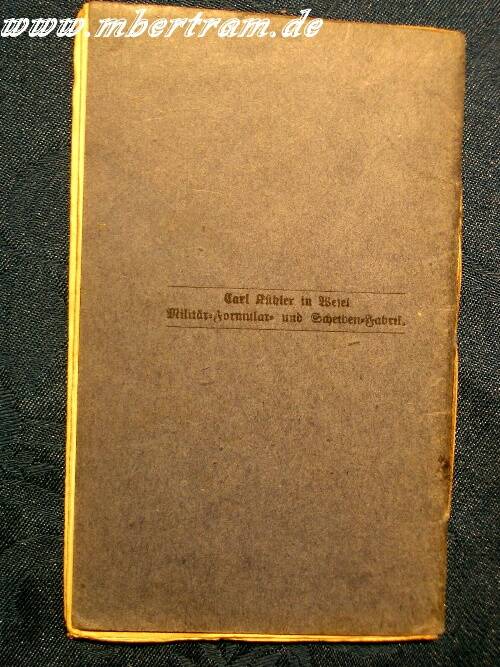 www.mbertram.de
Carl Kühler in Wesel
Militär-Formular- und Scheiben-Fabrik.